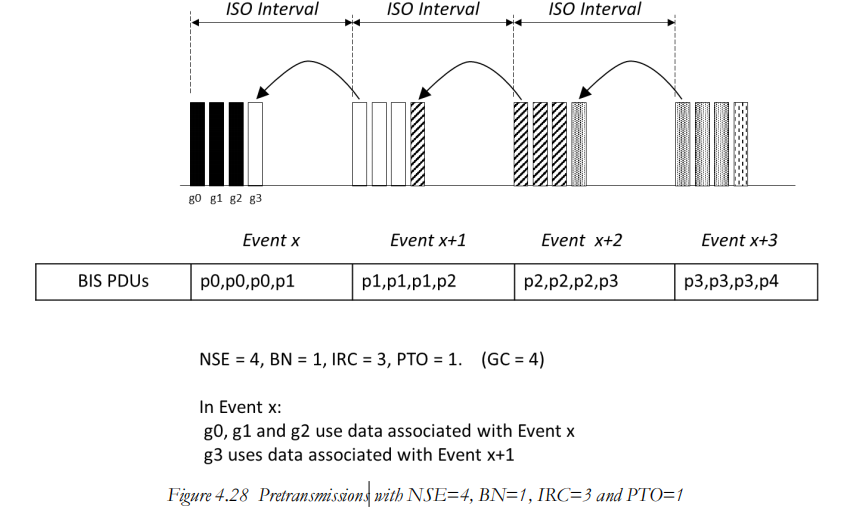 ISO Interval ISO Interval ISO Interval
g0 g1 g2 g3
Event x Event x+1 Event x+2 Event x+3
BIS PDUs p0,p0,p0,p1 p1,p1,p1,p2 p2,p2,p2,p3 p3,p3,p3,p4
NSE = 4, BN = 1, IRC = 3, PTO = 1. (GC = 4)
In Event x:
g0, g1 and g2 use data associated with Event x
g3 uses data associated with Event x+1
Figure 4.28 Pretransmissions with NSE=4, BN=1, IRC=3 and PTO=1